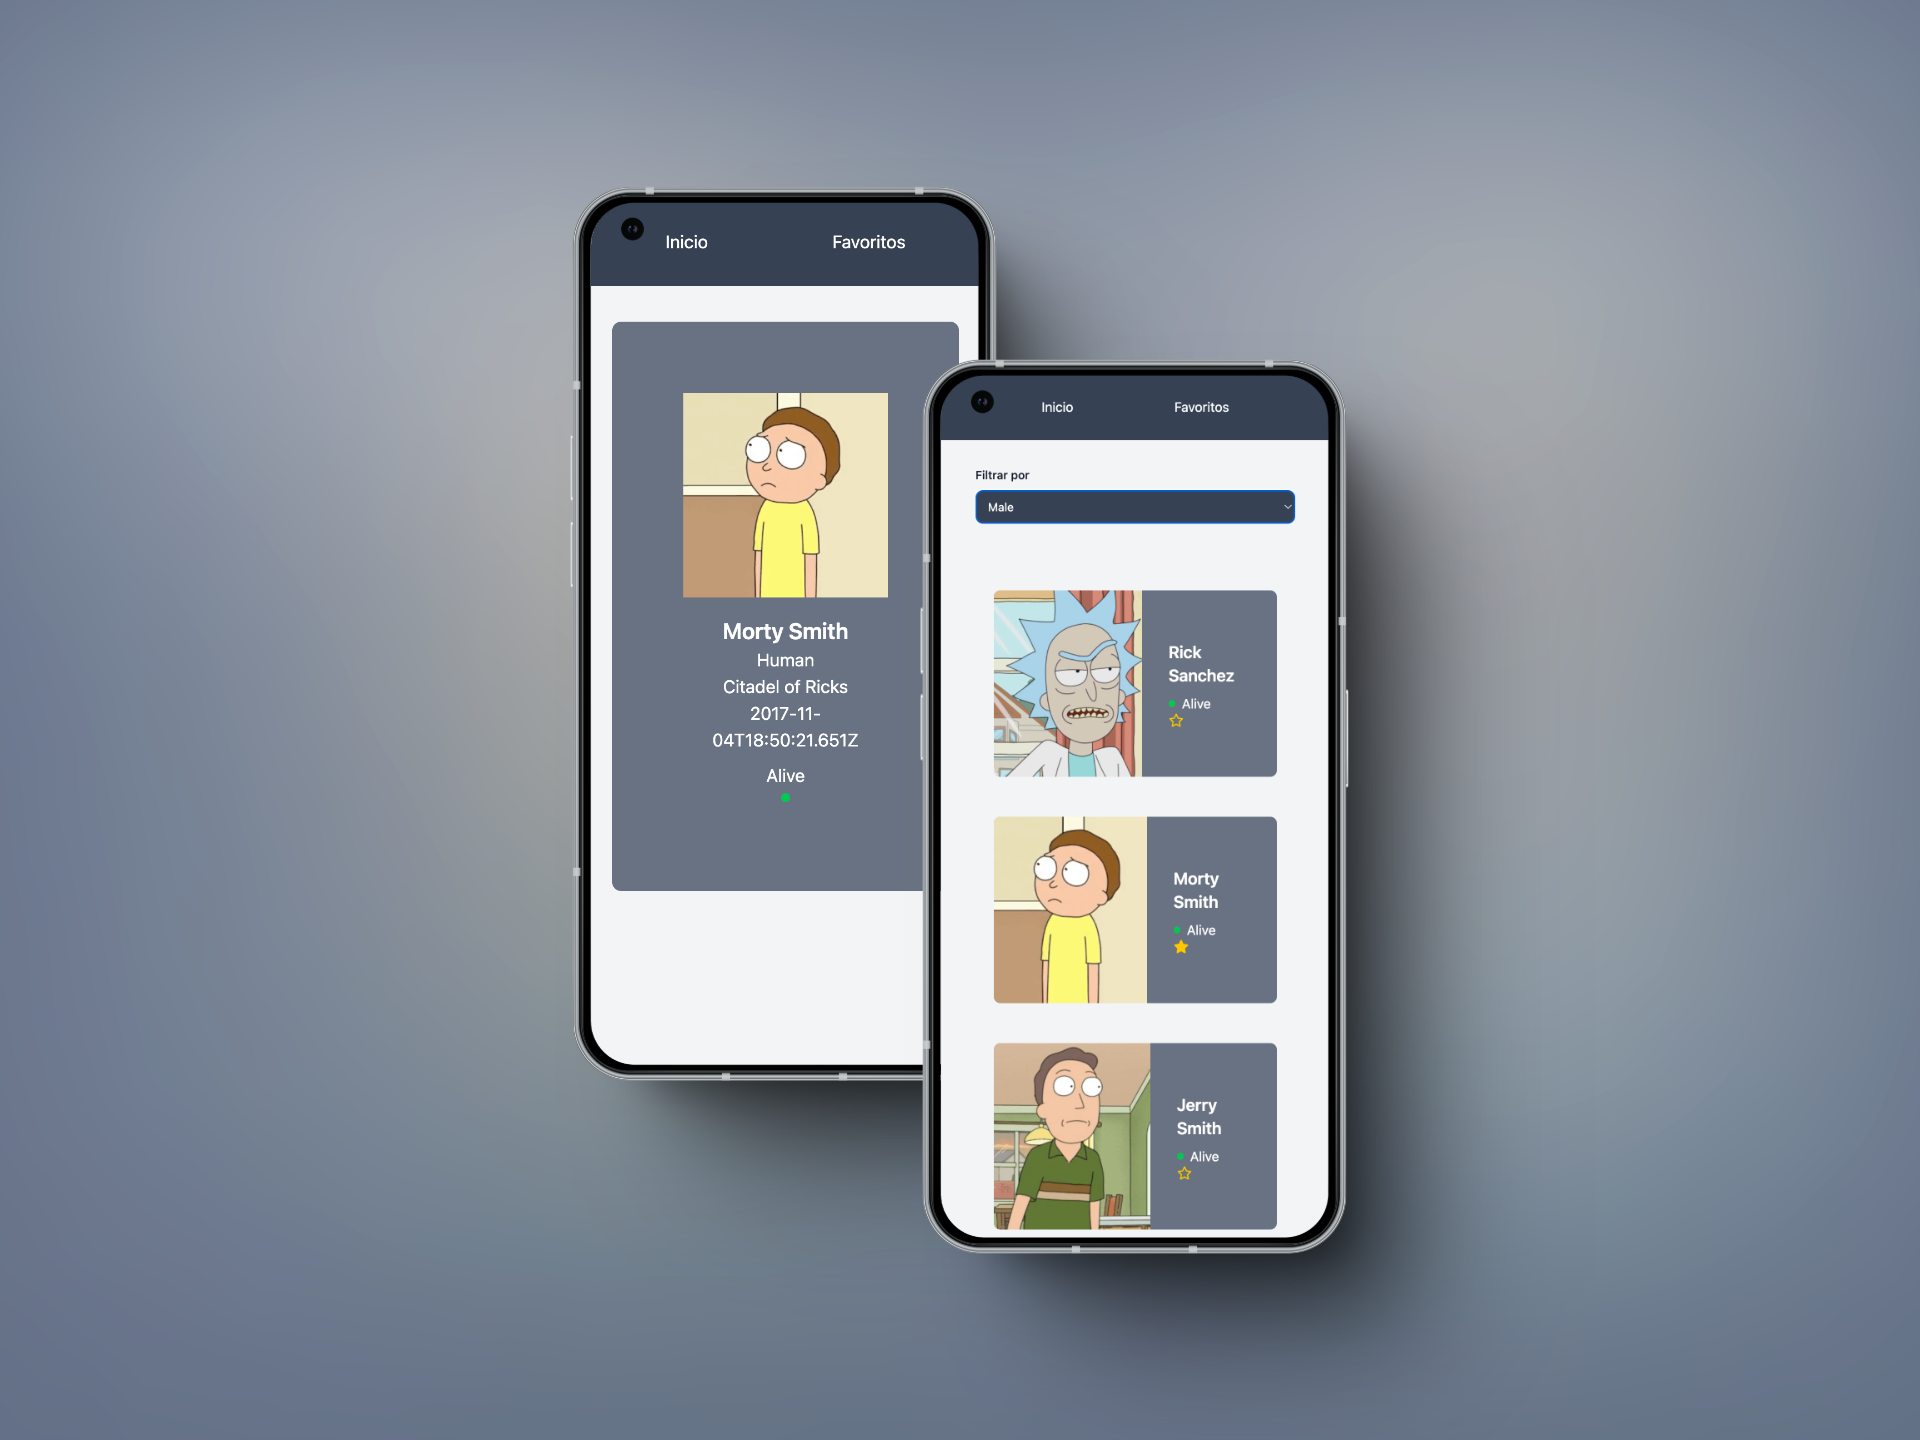 Inicio
Favoritos
Morty Smith
Human
Citadel of Ricks
2017-11-
04T18:50:21.651Z
Alive
Inicio
Favoritos
Filtrar por
Male
Rick
Sanchez
Alive
Morty
Smith
Alive
Jerry
Smith
Alive